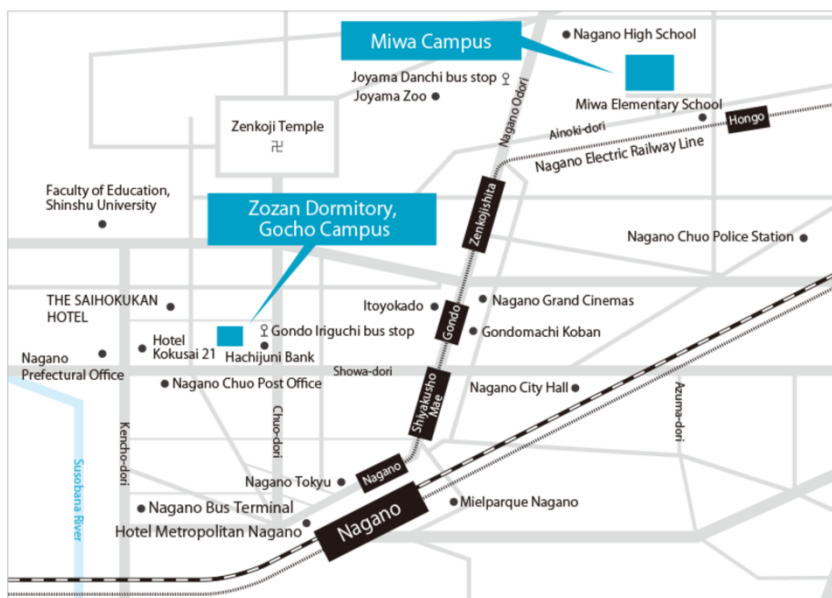 Miwa Campus
Nagano High School
Joyama Danchi bus stop
Joyama Zoo
Nagano Odori
Miwa Elementary School
Hongo
Ainoki-dori
Nagano Electric Railway Line
Zenkoji Temple
卍
Faculty of Education,
Shinshu University
Zozan Dormitory,
Gocho Campus
Zenkojishita
Nagano Chuo Police Station
THE SAIHOKUKAN
HOTEL
Itoyokado
Nagano Grand Cinemas
Gondo
Gondo Iriguchi bus stop
Gondomachi Koban
Hotel
Kokusai 21
Hachijuni Bank
Nagano
Prefectural Office
Showa-dori
Nagano Chuo Post Office
Shiyakusho
Mae
Nagano City Hall
Azuma-dori
Kencho-dori
Chuo-dori
Susobana River
Nagano Tokyu
Nagano
Nagano Bus Terminal
Mielparque Nagano
Nagano
Hotel Metropolitan Nagano